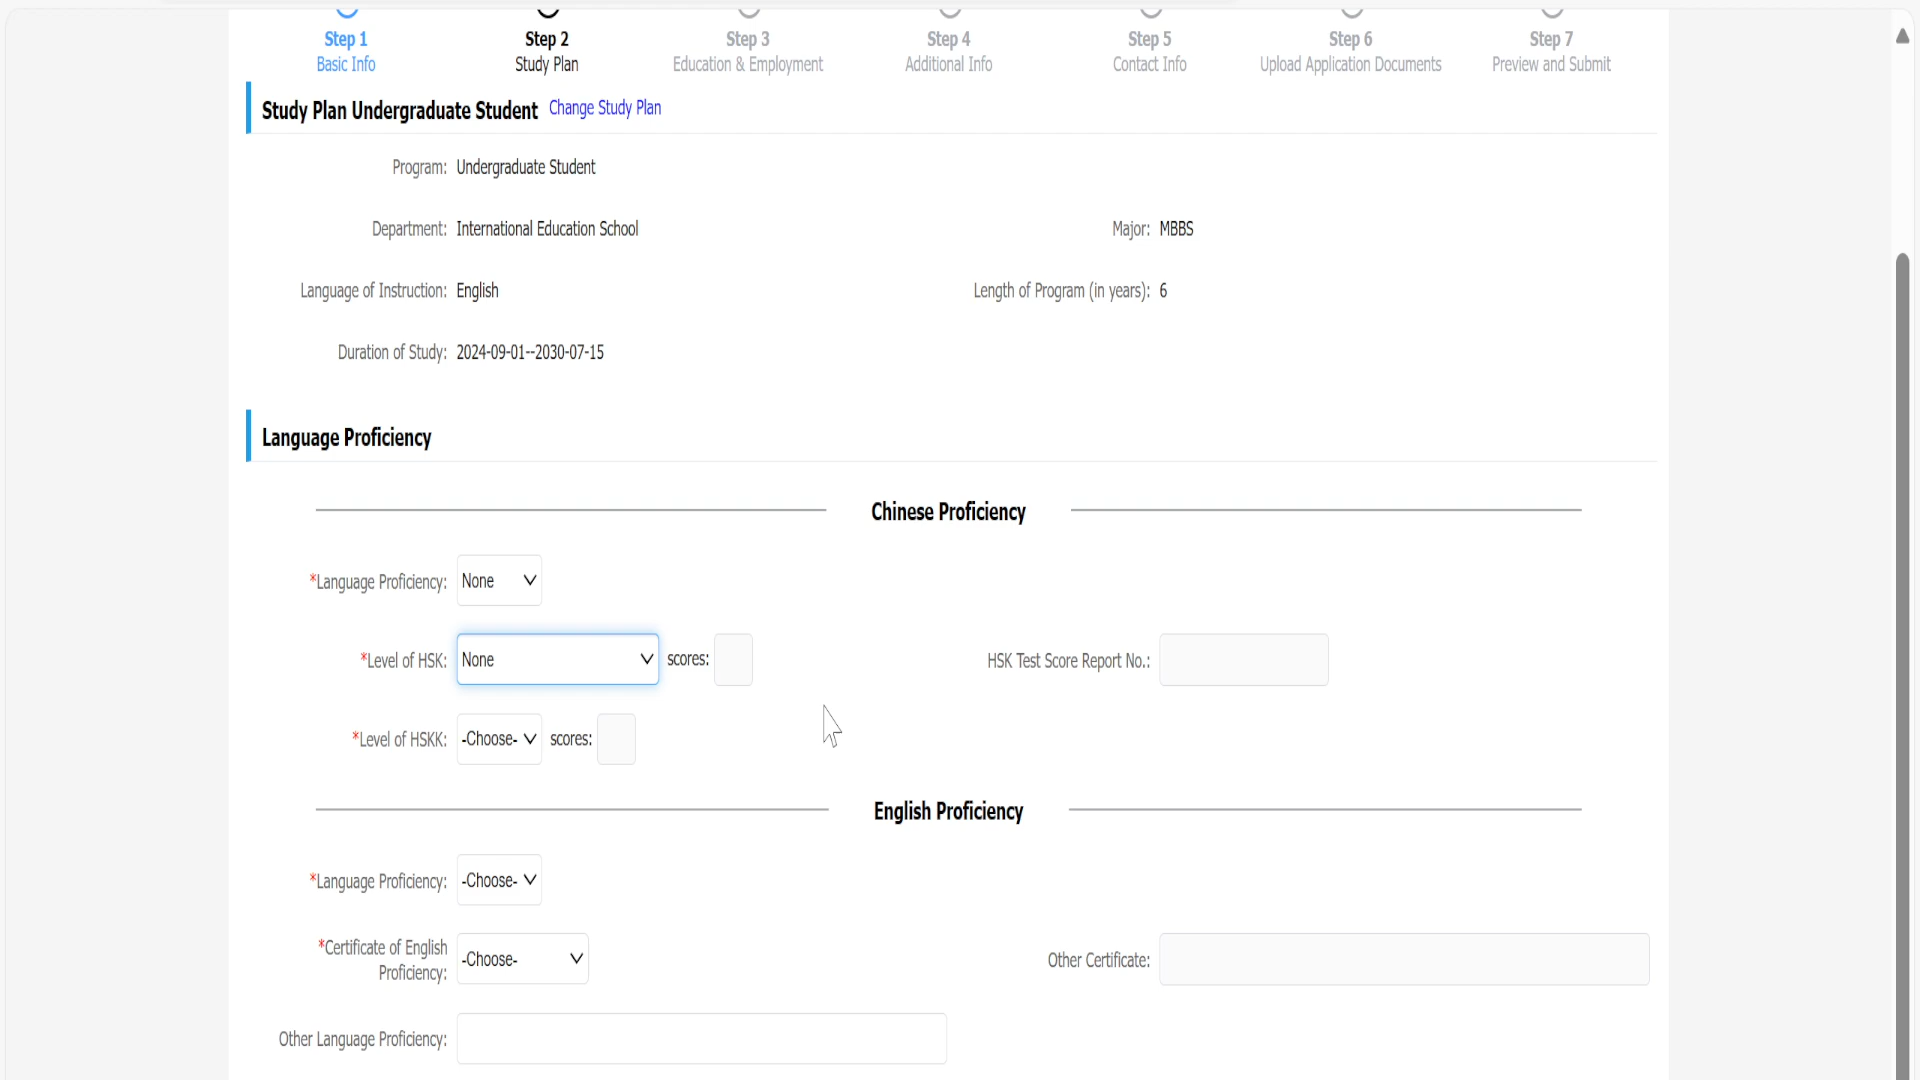 Step 1 Step 2 Step 3 Step 4 Step 5 Step 6 Step 7
Basic Info Study Plan Education & Employment Additional Info Contact Info Upload Application Documents Preview and Submit
Study Plan Undergraduate Student Change Study Plan
Program: Undergraduate Student
Department: International Education School Major: MBBS
Language of Instruction: English Length of Program (in years): 6
Duration of Study: 2024-09-01--2030-07-15
Language Proficiency
Chinese Proficiency
*Language Proficiency: None
*Level of HSK: None scores: HSK Test Score Report No.:
*Level of HSKK: -Choose- scores:
English Proficiency
*Language Proficiency: -Choose-
*Certificate of English
Proficiency: -Choose- Other Certificate:
Other Language Proficiency: